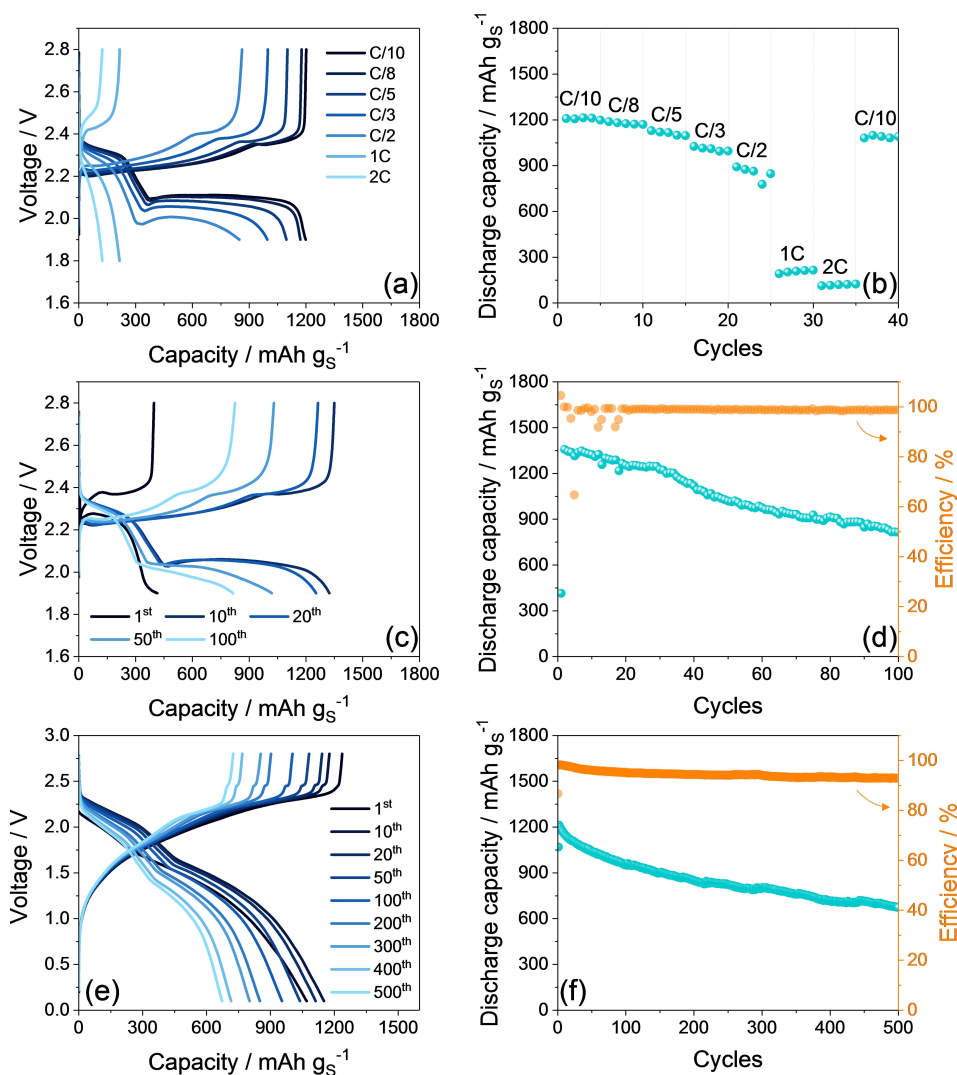 2.8
2.6
2.4
2.2
2.0
1.8
1.6
Voltage / V
C/10
C/8
C/5
C/3
C/2
1C
2C
(a)
0 300 600 900 1200 1500 1800
Capacity / mAh gS-1
1800
1500
1200
900
600
300
0
Discharge capacity / mAh gS-1
C/10
C/8
C/5
C/3
C/2
1C
2C
C/10
(b)
0 10 20 30 40
Cycles
2.8
2.6
2.4
2.2
2.0
1.8
1.6
Voltage / V
1st 10th 20th
50th 100th
(c)
0 300 600 900 1200 1500 1800
Capacity / mAh gS-1
1800
1500
1200
900
600
300
0
Discharge capacity / mAh gS-1
100
80
60
40
20
0
Efficiency / %
(d)
0 20 40 60 80 100
Cycles
3.0
2.5
2.0
1.5
1.0
0.5
0.0
Voltage / V
1st
10th
20th
50th
100th
200th
300th
400th
500th
(e)
0 300 600 900 1200 1500
Capacity / mAh gS-1
1800
1500
1200
900
600
300
0
Discharge capacity / mAh gS-1
100
80
60
40
20
0
Efficiency / %
(f)
0 100 200 300 400 500
Cycles